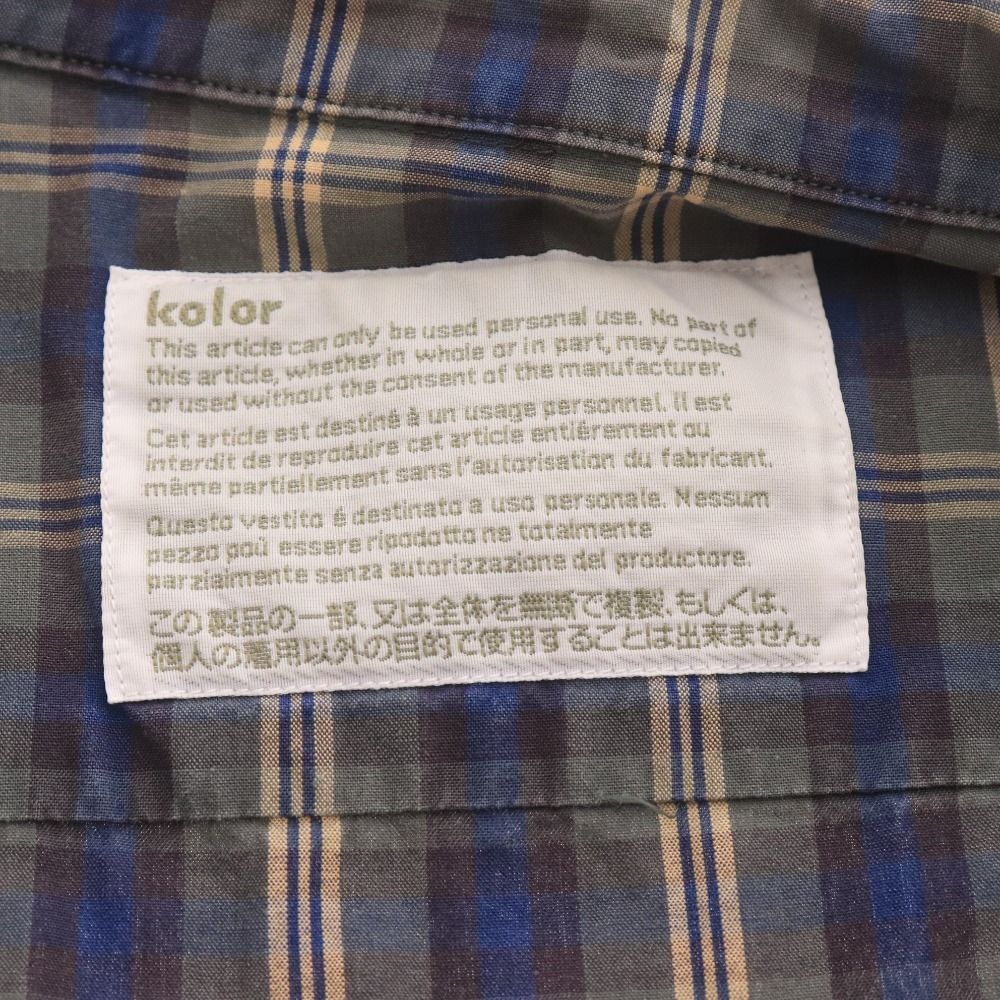 kolor
This article can only be used personal use. No part of
this article, whether in whole or in part, may copied
or used without the consent of the manufacturer.
Cet article est destiné à un usage personnel. Il est
interdit de reproduire cet article entiérement ou
même partiellement sans l'autorisation du fabricant.
Questo vestito é destinato a uso personale. Nessum
pezzo paù essere ripodotto ne totalmente
parzialmente senza autorizzazione del productore.
この製品の一部、又は全体を無断で複製、もしくは、
個人の着用以外の目的で使用することは出来ません。